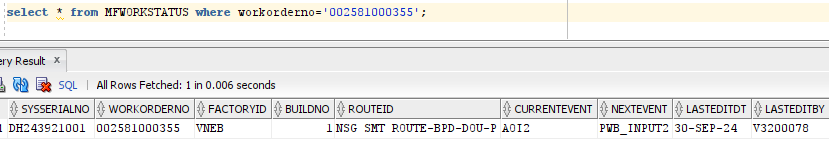 select * from MFWORKSTATUS where workorderno='002581000355';
ery Result x
SQL | All Rows Fetched: 1 in 0.006 seconds
SYSSERIALNO WORKORDERNO FACTORYID BUILDNO ROUTEID CURRENTEVENT NEXTEVENT LASTEDITDT LASTEDITBY
1 DH243921001 002581000355 VNEB 1 NSG SMT ROUTE-BPD-DOU-P AOI2 PWB_INPUT2 30-SEP-24 V3200078